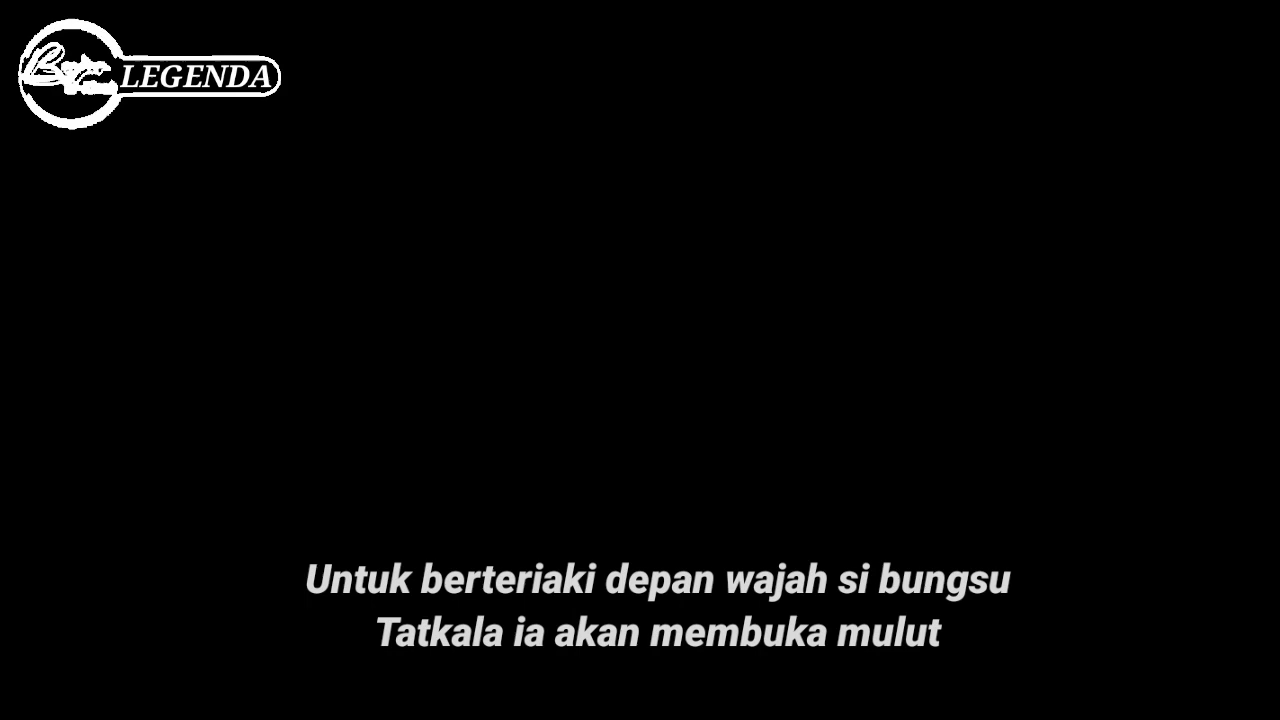 LEGENDA
Untuk berteriaki depan wajah si bungsu
Tatkala ia akan membuka mulut